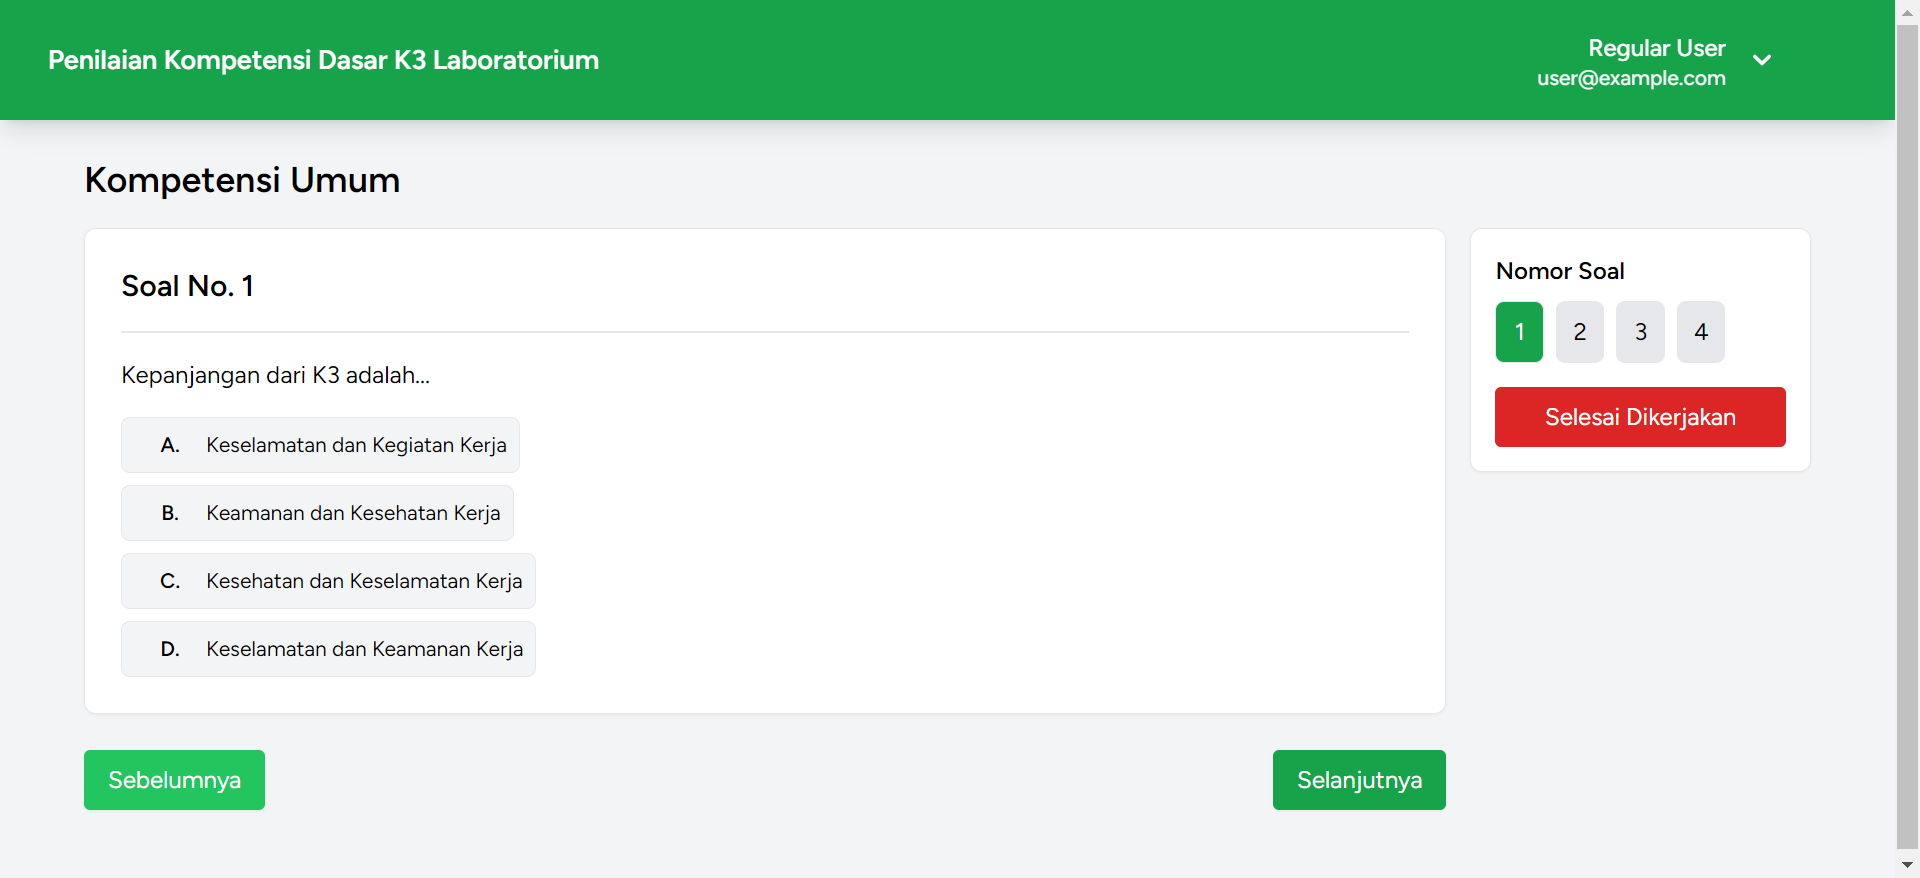 Penilaian Kompetensi Dasar K3 Laboratorium
Regular User
user@example.com
Kompetensi Umum
Soal No. 1
Kepanjangan dari K3 adalah...
A. Keselamatan dan Kegiatan Kerja
B. Keamanan dan Kesehatan Kerja
C. Kesehatan dan Keselamatan Kerja
D. Keselamatan dan Keamanan Kerja
Nomor Soal
1 2 3 4
Selesai Dikerjakan
Sebelumnya
Selanjutnya